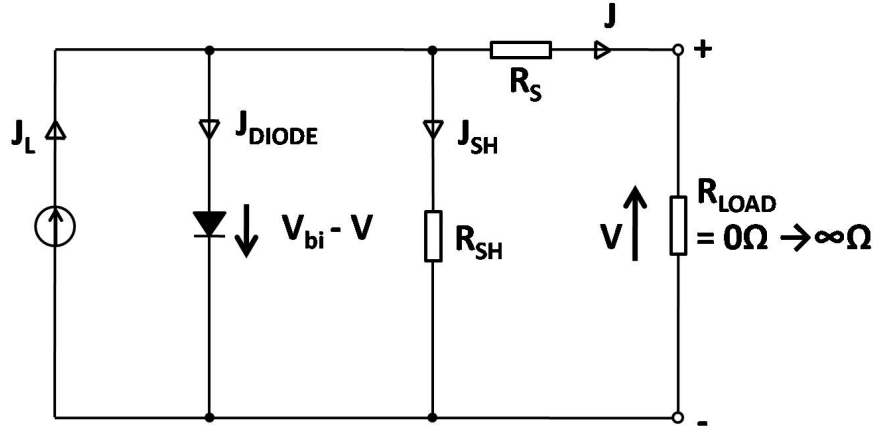 J
+
R_S
J_L
J_DIODE
J_SH
V_bi - V
R_SH
V
R_LOAD
= 0Ω → ∞Ω
-